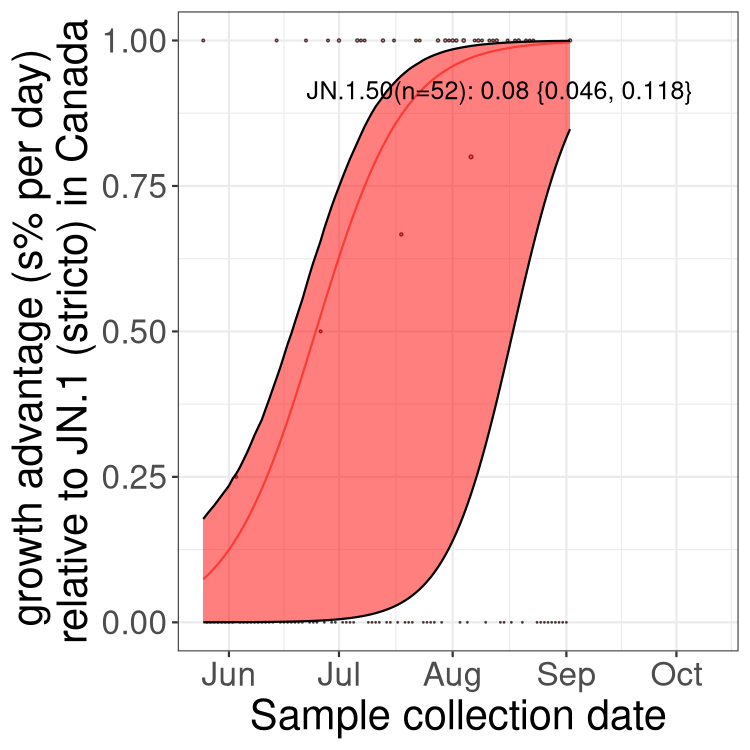 growth advantage (s% per day)
relative to JN.1 (stricto) in Canada
1.00
0.75
0.50
0.25
0.00
JN.1.50(n=52): 0.08 {0.046, 0.118}
Jun Jul Aug Sep Oct
Sample collection date